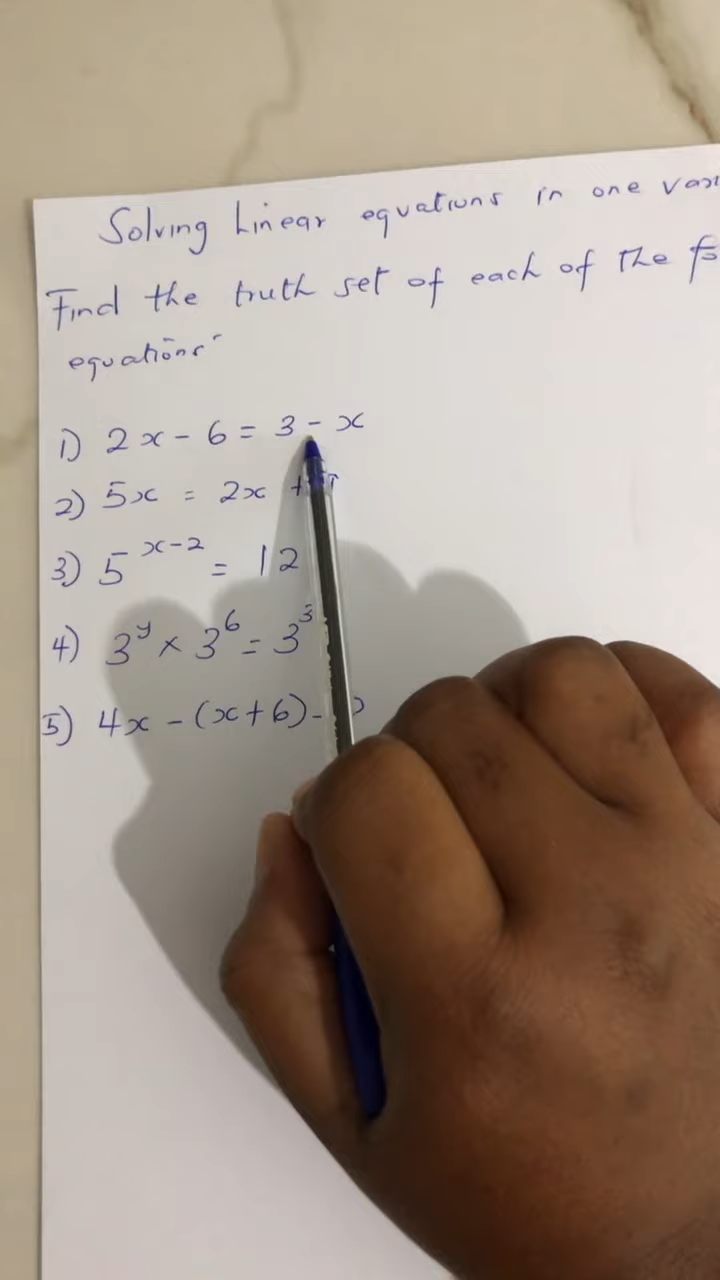 Solving Linear equations in one
Find the truth set of each of the
equations
1) 2x - 6 = 3 - x
2) 5x = 2x +
3) 5^{x-2} = 12
4) 3^y × 3^6 = 3^3
5) 4x - (x+6)